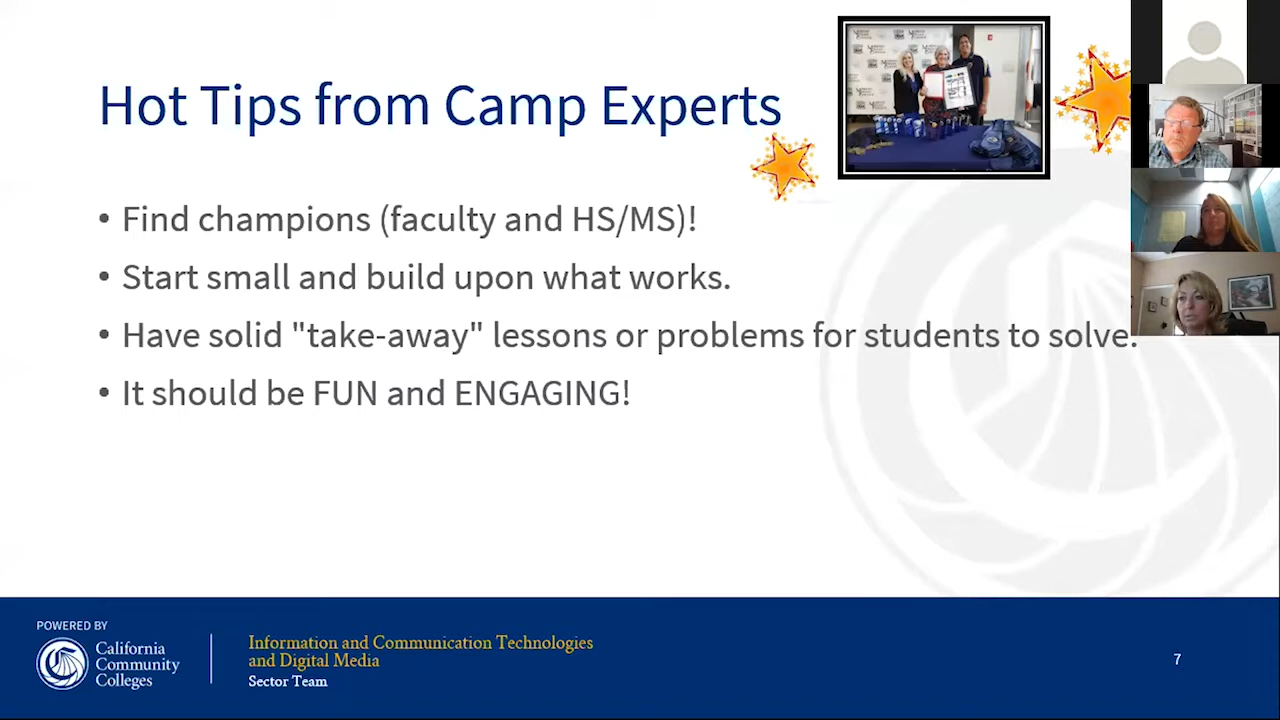 Hot Tips from Camp Experts
• Find champions (faculty and HS/MS)!
• Start small and build upon what works.
• Have solid "take-away" lessons or problems for students to solve.
• It should be FUN and ENGAGING!
POWERED BY
California
Community
Colleges
Information and Communication Technologies
and Digital Media
Sector Team
7